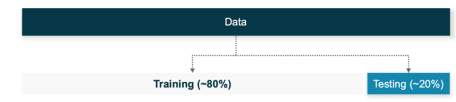 Data
Training (~80%)
Testing (~20%)